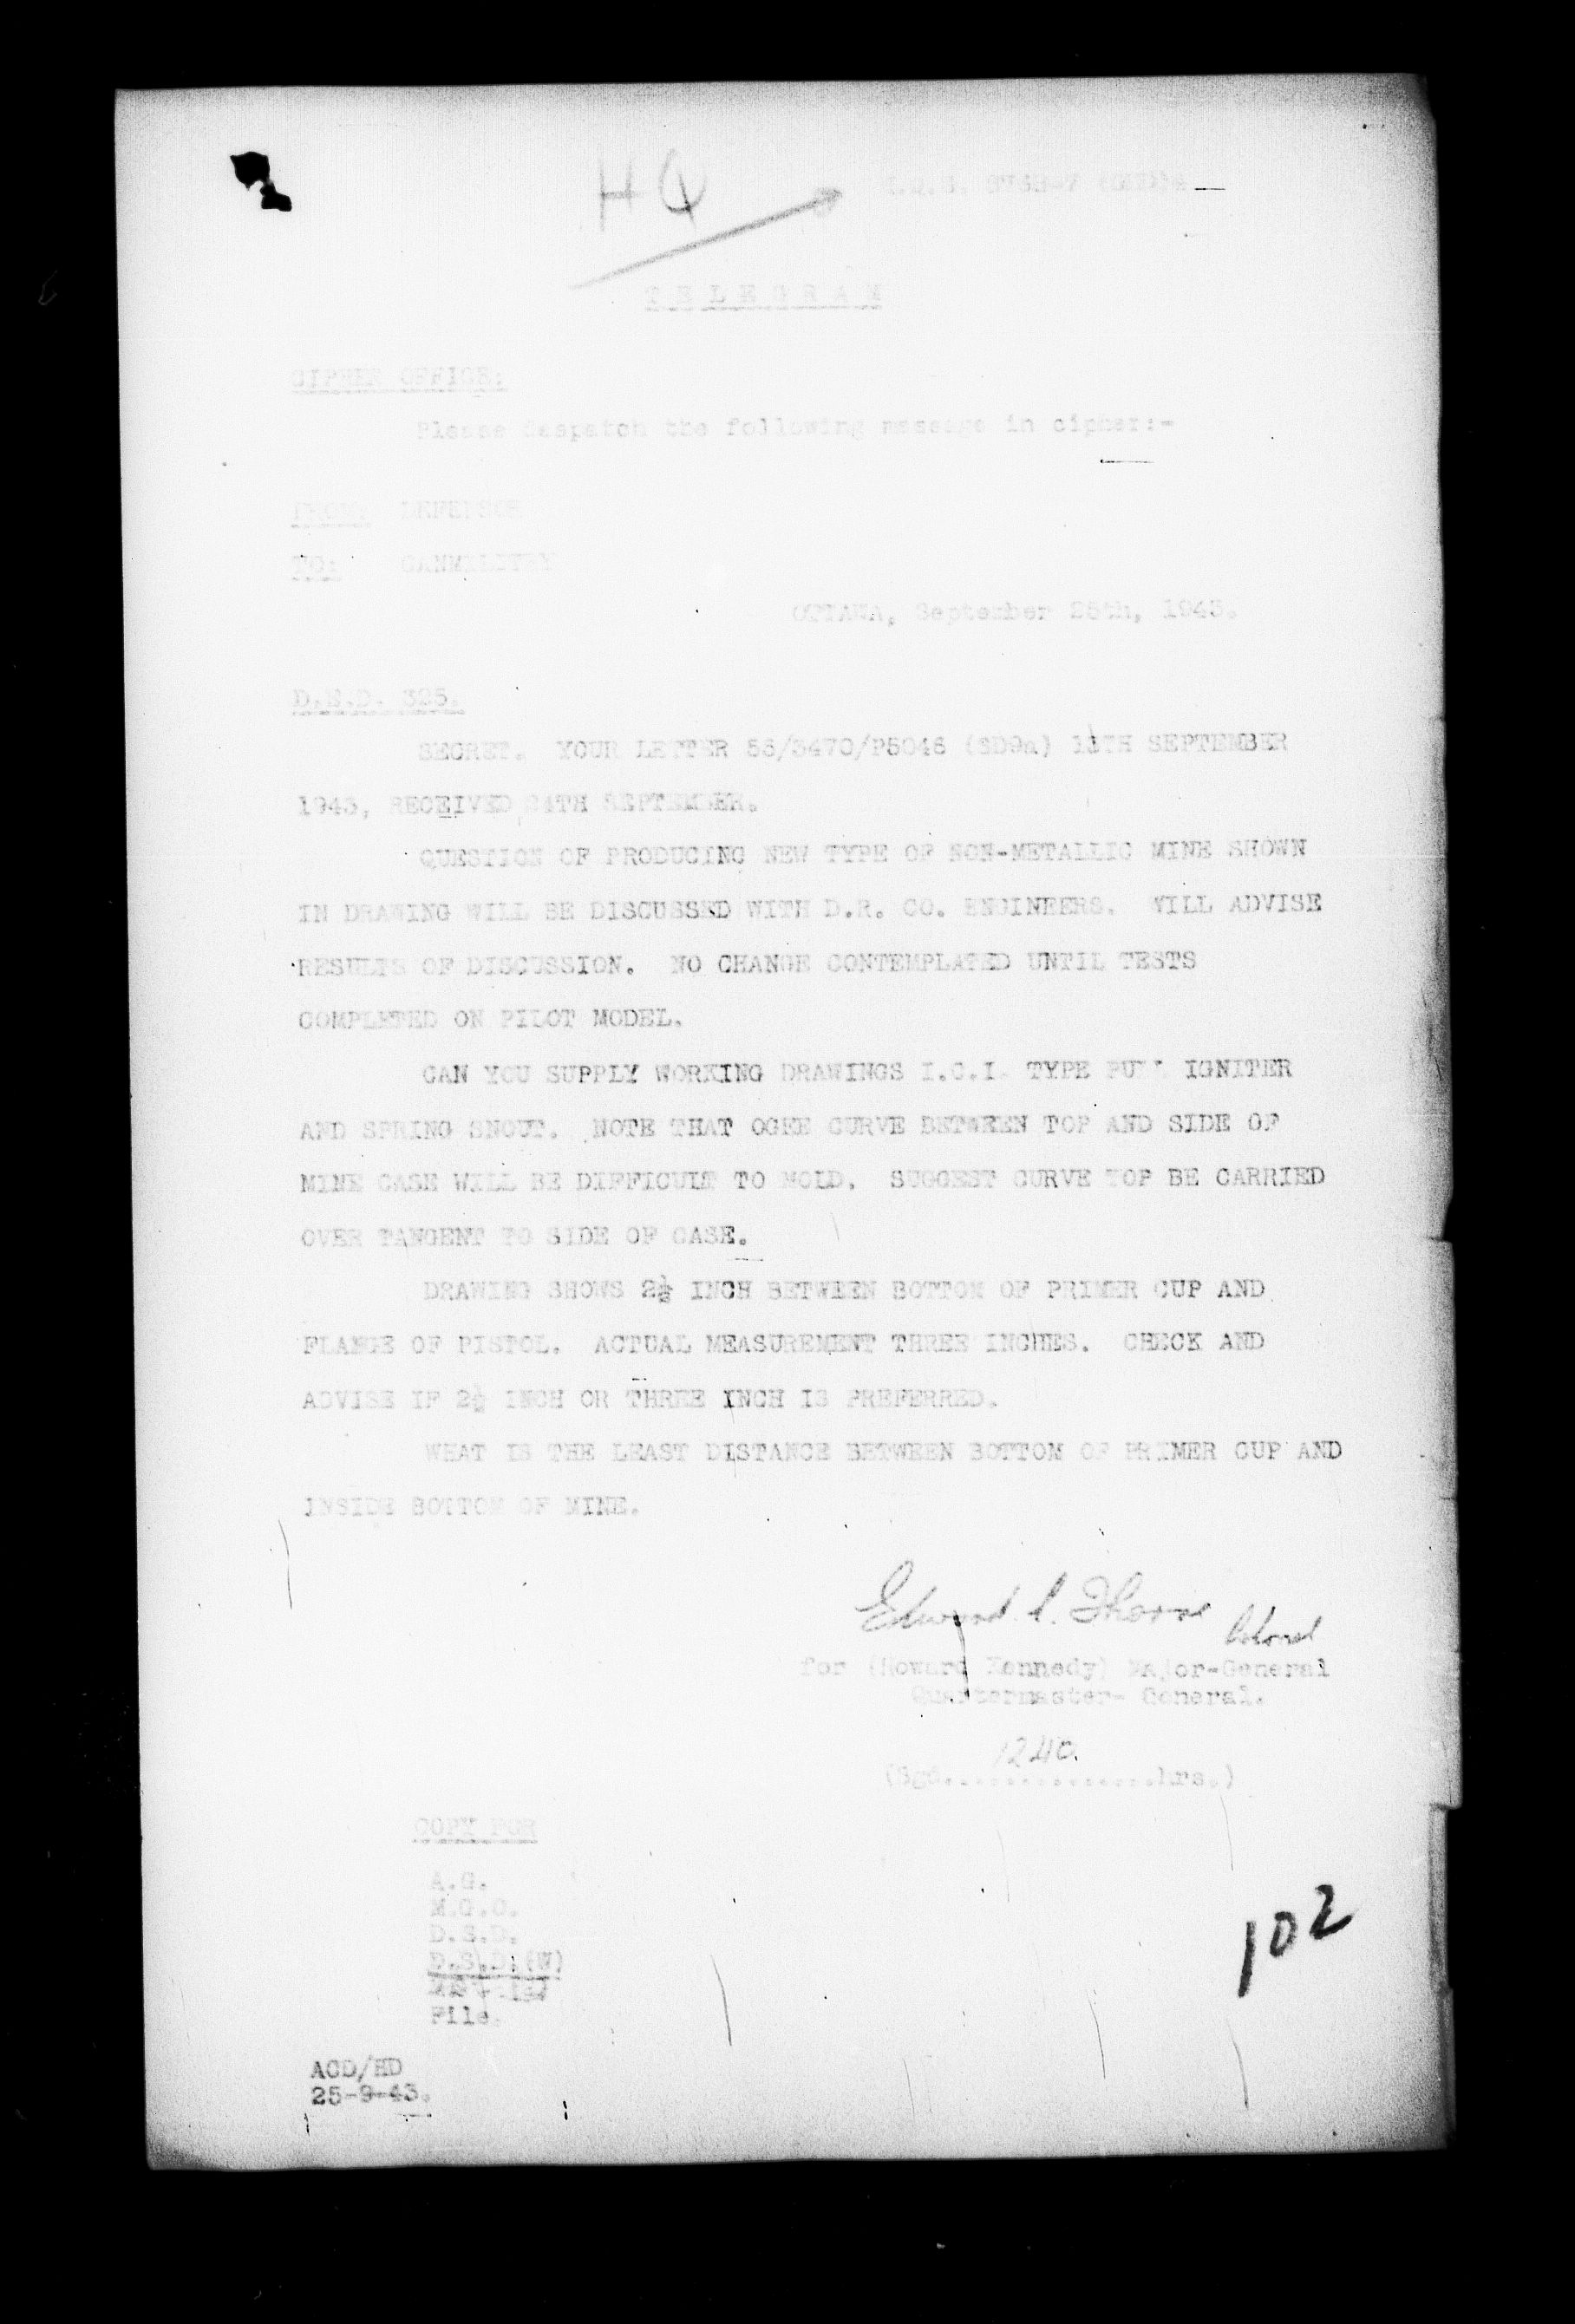 HQ
TELEGRAM
CIPHER OFFICE:
Please despatch the following message in cipher:-
FROM: DEFENSOR
TO: CANMILITRY
OTTAWA, September 25th, 1943.
D.S.D. 325.
SECRET. YOUR LETTER 56/3470/P5046 (SD9a) 11TH SEPTEMBER
1943, RECEIVED 24TH SEPTEMBER.
QUESTION OF PRODUCING NEW TYPE OF NON-METALLIC MINE SHOWN
IN DRAWING WILL BE DISCUSSED WITH D.R. CO. ENGINEERS. WILL ADVISE
RESULTS OF DISCUSSION. NO CHANGE CONTEMPLATED UNTIL TESTS
COMPLETED ON PILOT MODEL.
CAN YOU SUPPLY WORKING DRAWINGS I.C.I. TYPE IGNITER
AND SPRING SNOUT. NOTE THAT OGEE CURVE BETWEEN TOP AND SIDE OF
MINE CASE WILL BE DIFFICULT TO MOLD. SUGGEST CURVE TOP BE CARRIED
OVER TANGENT TO SIDE OF CASE.
DRAWING SHOWS 2½ INCH BETWEEN BOTTOM OF PRIMER CUP AND
FLANGE OF PISTOL. ACTUAL MEASUREMENT THREE INCHES. CHECK AND
ADVISE IF 2½ INCH OR THREE INCH IS PREFERRED.
WHAT IS THE LEAST DISTANCE BETWEEN BOTTOM OF PRIMER CUP AND
INSIDE BOTTOM OF MINE.
Colonel
for (Howard Kennedy) Major-General
Quartermaster- General.
1240.
(Sgd...............hrs.)
COPY FOR
A.G.
M.G.O.
D.S.D.
D.S.D.(W)
File.
102
ACD/HD
25-9-43.